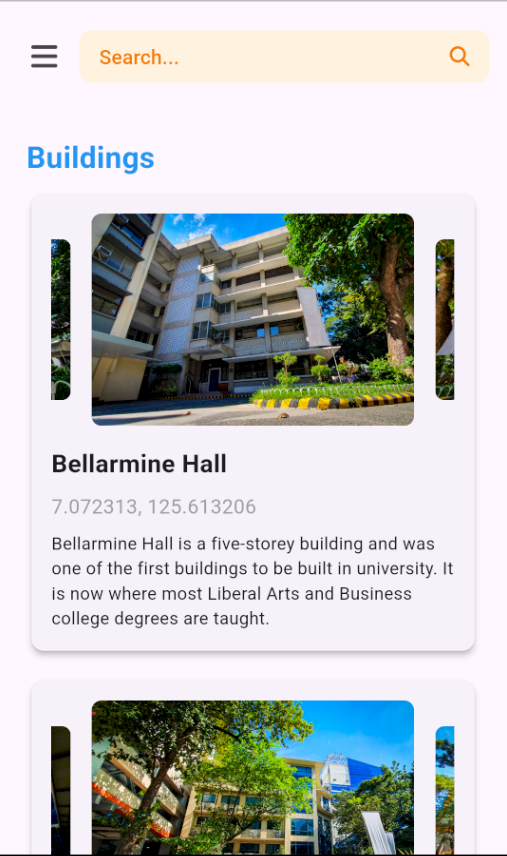 Search...
Buildings
Bellarmine Hall
7.072313, 125.613206
Bellarmine Hall is a five-storey building and was
one of the first buildings to be built in university. It
is now where most Liberal Arts and Business
college degrees are taught.